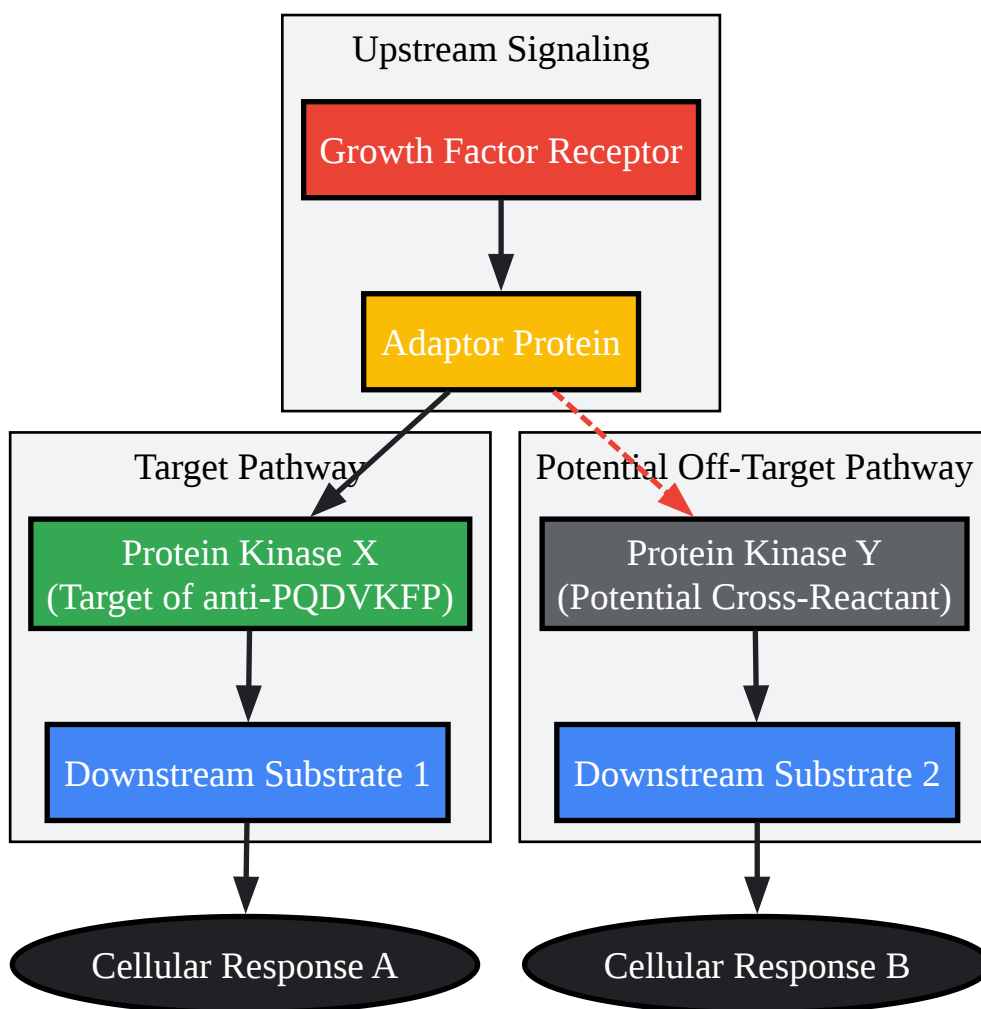 Upstream Signaling
Growth Factor Receptor
Adaptor Protein
Target Pathway
Potential Off-Target Pathway
Protein Kinase X
(Target of anti-PQDVKFP)
Protein Kinase Y
(Potential Cross-Reactant)
Downstream Substrate 1
Downstream Substrate 2
Cellular Response A
Cellular Response B